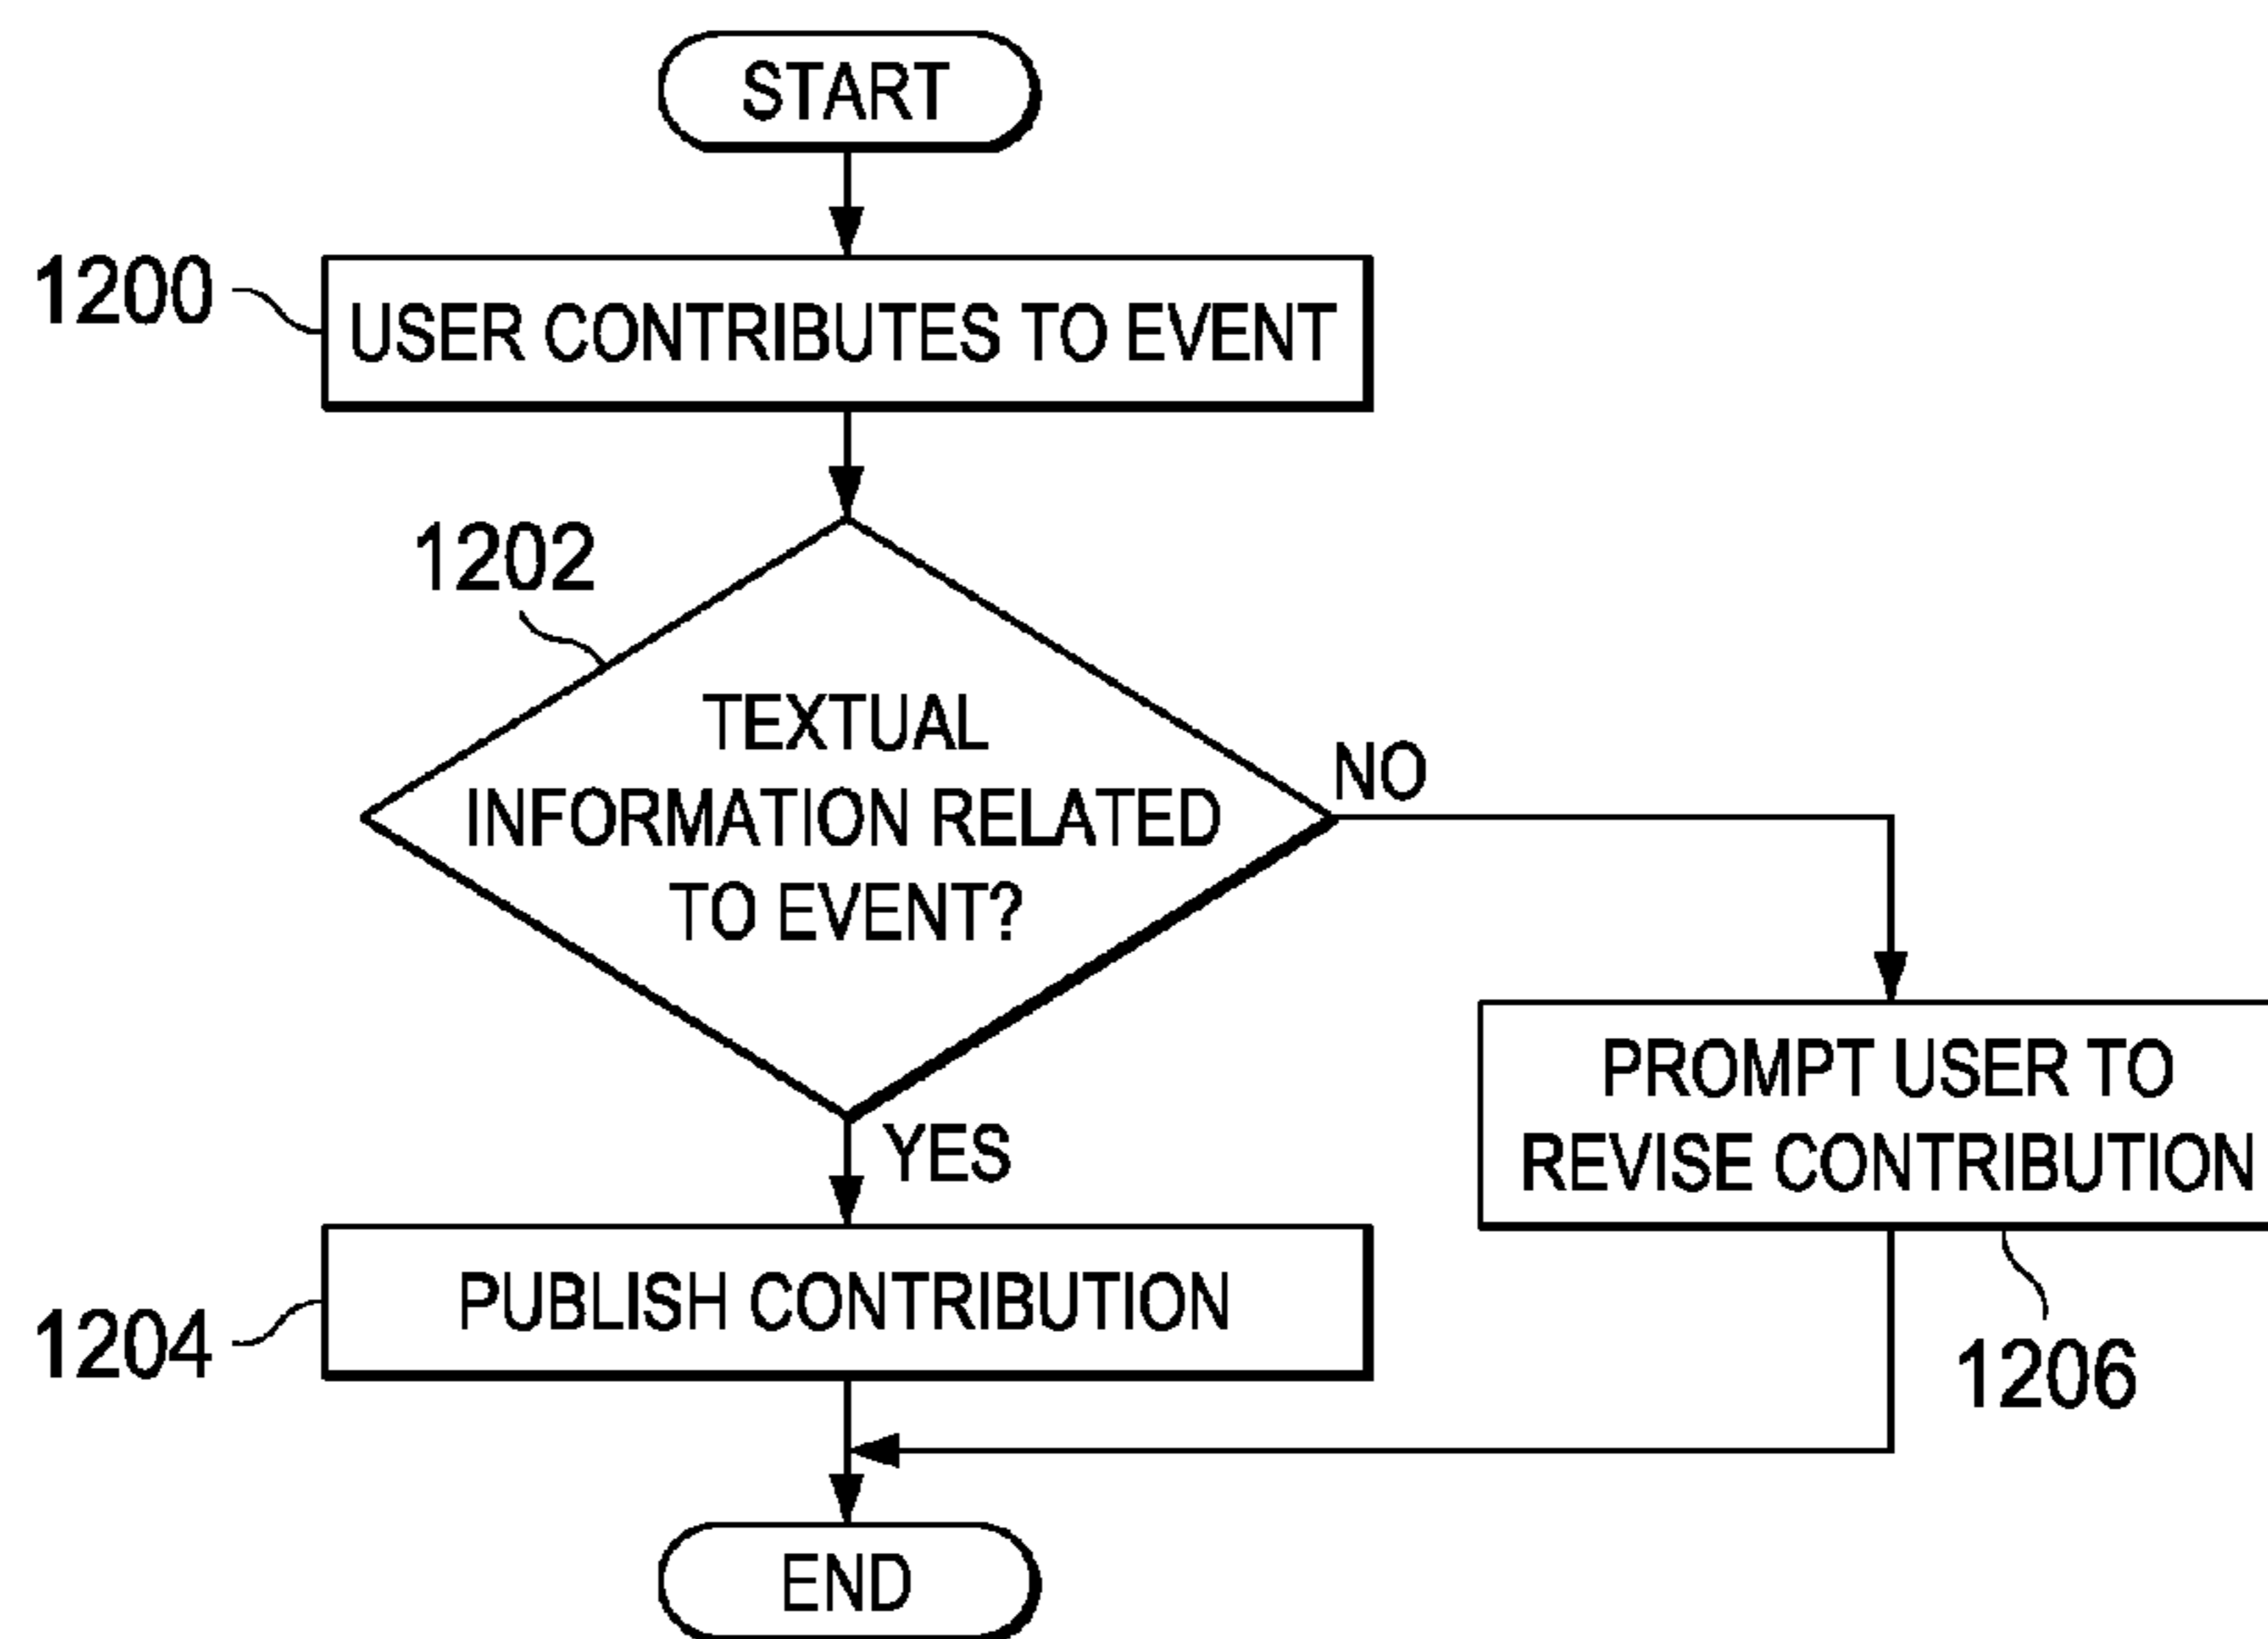 START
1200
USER CONTRIBUTES TO EVENT
1202
TEXTUAL
INFORMATION RELATED
TO EVENT?
NO
PROMPT USER TO
REVISE CONTRIBUTION
YES
PUBLISH CONTRIBUTION
1204
1206
END